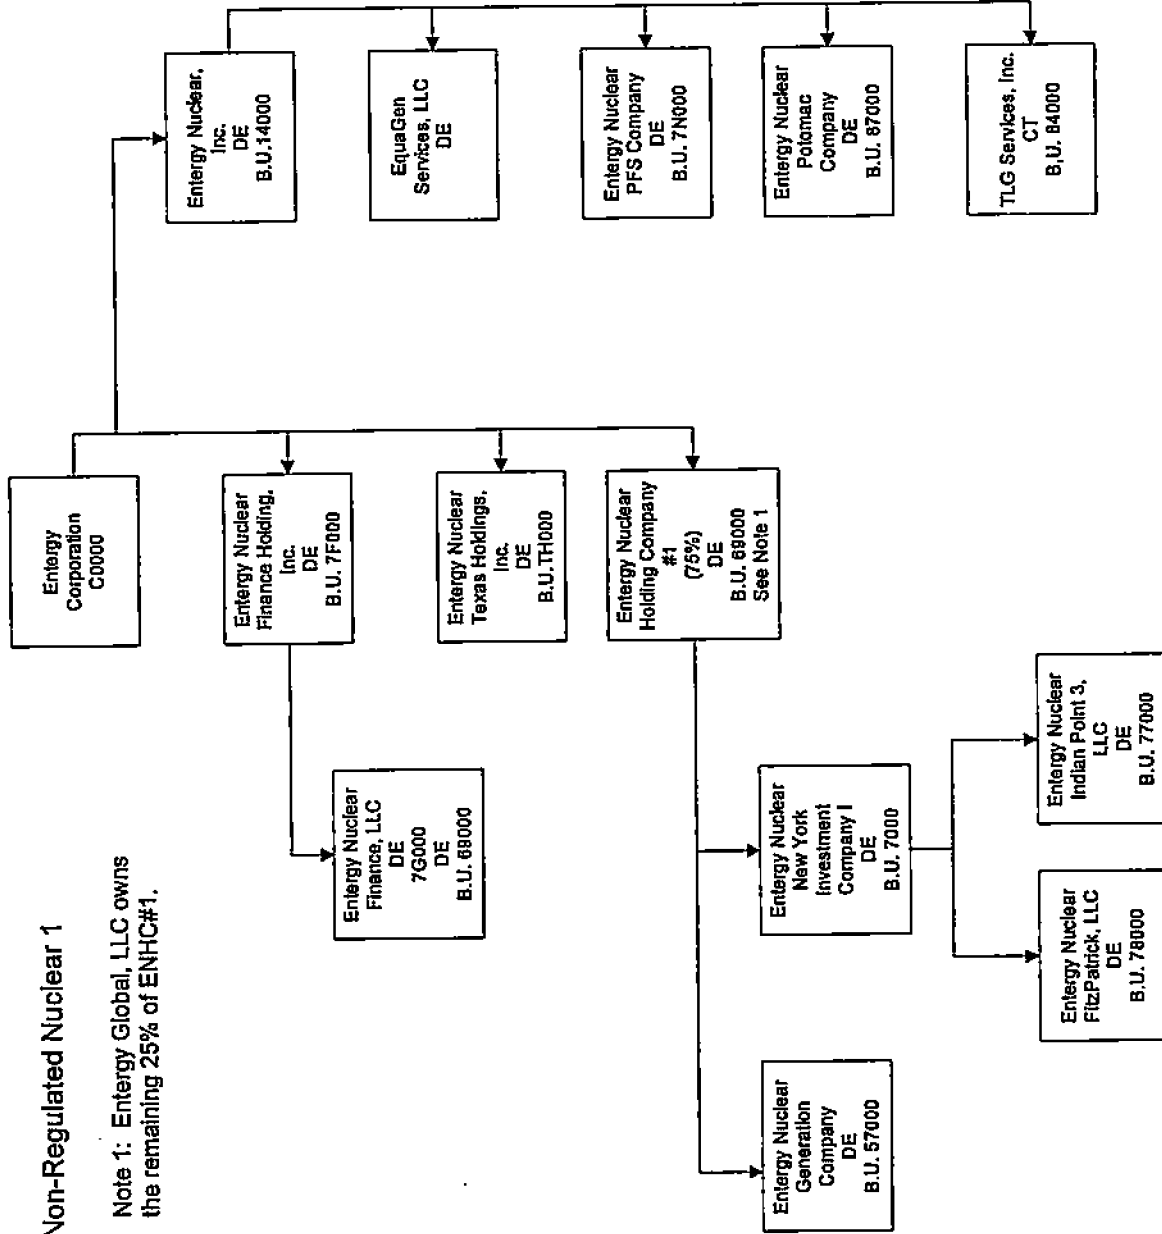 Non-Regulated Nuclear 1
Note 1: Entergy Global, LLC owns
the remaining 25% of ENHC#1.
Entergy
Corporation
C0000
Entergy Nuclear
Finance Holding,
Inc.
DE
B.U. 7F000
Entergy Nuclear
Texas Holdings,
Inc.
DE
B.U.TH000
Entergy Nuclear
Holding Company
#1
(75%)
DE
B.U. 69000
See Note 1
Entergy Nuclear
Finance, LLC
DE
7G000
DE
B.U. 69000
Entergy Nuclear
Generation
Company
DE
B.U. 57000
Entergy Nuclear
New York
Investment
Company I
DE
B.U. 7000
Entergy Nuclear
FitzPatrick, LLC
DE
B.U. 78000
Entergy Nuclear
Indian Point 3,
LLC
DE
B.U. 77000
Entergy Nuclear,
Inc.
DE
B.U.14000
EquaGen
Services, LLC
DE
Entergy Nuclear
PFS Company
DE
B.U. 7N000
Entergy Nuclear
Potomac
Company
DE
B.U. 67000
TLG Services, Inc.
CT
B.U. 84000